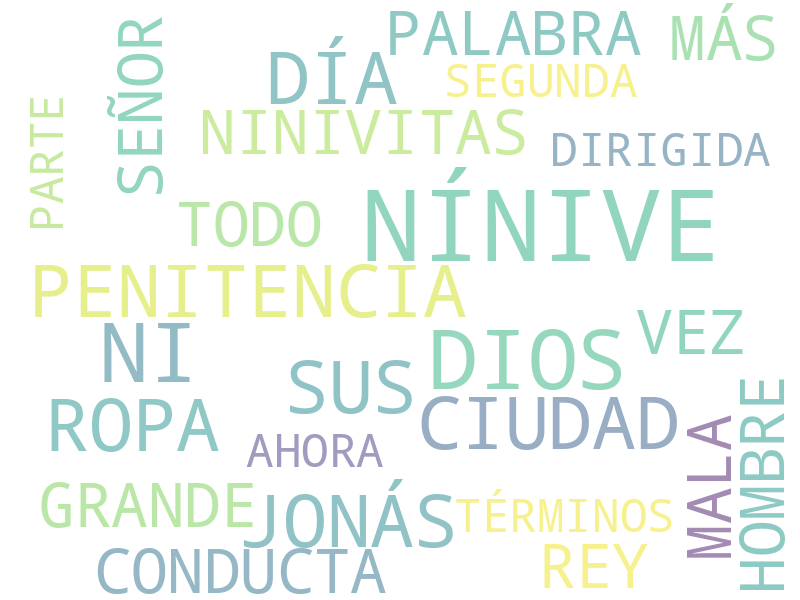 PALABRA
MÁS
SEÑOR
DÍA
SEGUNDA
PARTE
NINIVITAS
DIRIGIDA
TODO
NÍNIVE
PENITENCIA
NI
DIOS
VEZ
SUS
ROPA
CIUDAD
AHORA
MALA
HOMBRE
GRANDE
JONÁS
TÉRMINOS
CONDUCTA
REY